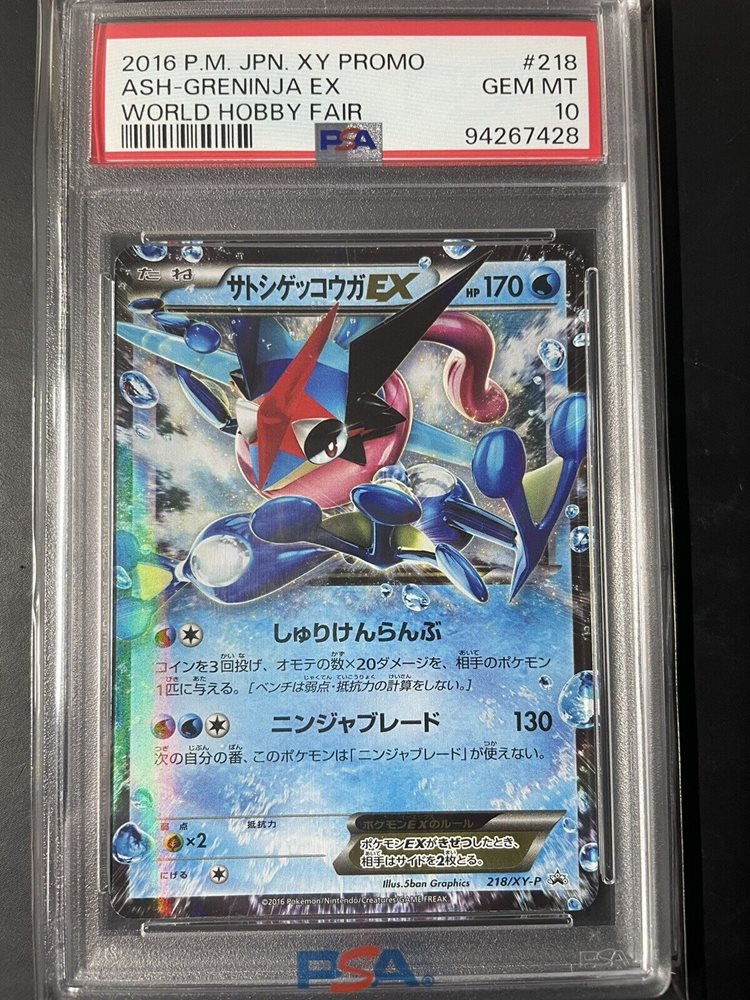 2016 P.M. JPN. XY PROMO #218
ASH-GRENINJA EX GEM MT
WORLD HOBBY FAIR 10
PSA 94267428
たね サトシゲッコウガEX HP 170
しゅりけんらんぶ
コインを3回投げ、オモテの数×20ダメージを、相手のポケモン
1匹に与える。[ベンチは弱点・抵抗力の計算をしない。]
ニンジャブレード 130
次の自分の番、このポケモンは「ニンジャブレード」が使えない。
弱点 抵抗力 ポケモンEXのルール
×2 ポケモンEXがきぜつしたとき、
相手はサイドを2枚とる。
にげる
Illus.5ban Graphics 218/XY-P
©2016 Pokémon/Nintendo/Creatures/GAME FREAK
PSA